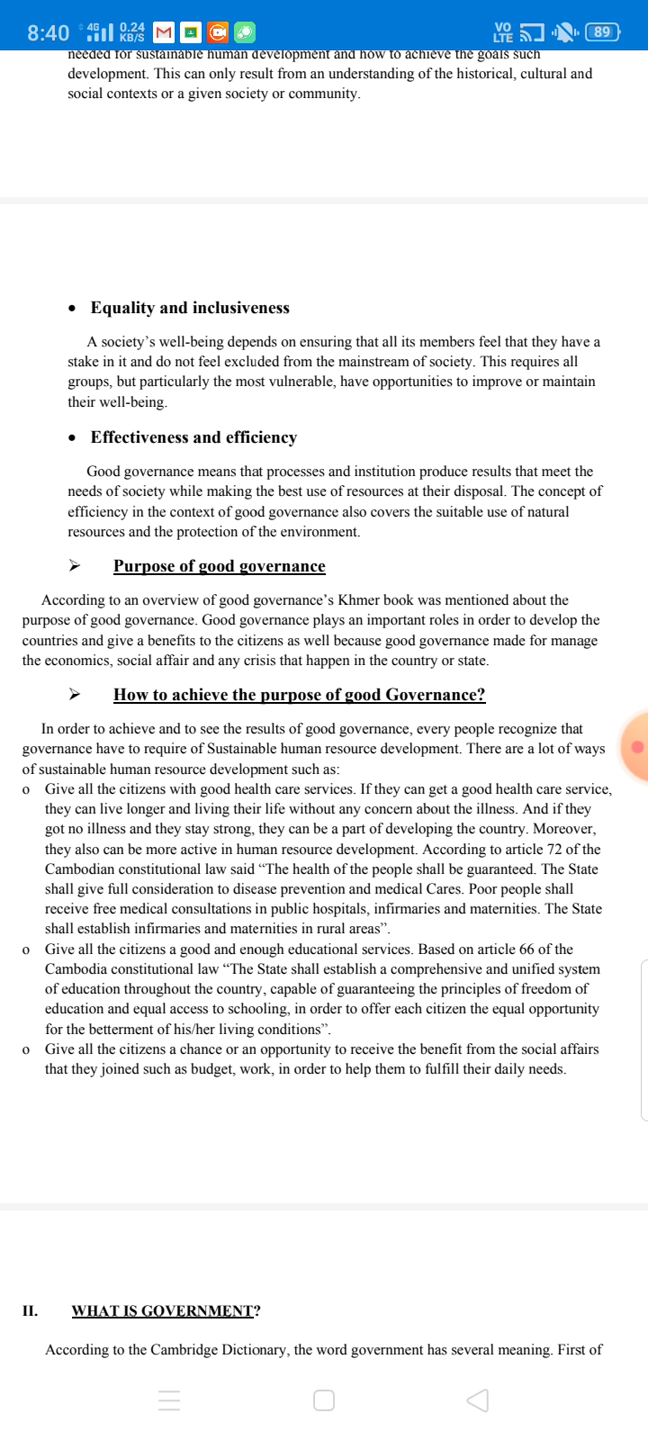 8:40 4G 0.24 KB/S VO LTE 89
needed for sustainable human development and how to achieve the goals such
development. This can only result from an understanding of the historical, cultural and
social contexts or a given society or community.
• Equality and inclusiveness
A society’s well-being depends on ensuring that all its members feel that they have a
stake in it and do not feel excluded from the mainstream of society. This requires all
groups, but particularly the most vulnerable, have opportunities to improve or maintain
their well-being.
• Effectiveness and efficiency
Good governance means that processes and institution produce results that meet the
needs of society while making the best use of resources at their disposal. The concept of
efficiency in the context of good governance also covers the suitable use of natural
resources and the protection of the environment.
➢ Purpose of good governance
According to an overview of good governance’s Khmer book was mentioned about the
purpose of good governance. Good governance plays an important roles in order to develop the
countries and give a benefits to the citizens as well because good governance made for manage
the economics, social affair and any crisis that happen in the country or state.
➢ How to achieve the purpose of good Governance?
In order to achieve and to see the results of good governance, every people recognize that
governance have to require of Sustainable human resource development. There are a lot of ways
of sustainable human resource development such as:
o Give all the citizens with good health care services. If they can get a good health care service,
they can live longer and living their life without any concern about the illness. And if they
got no illness and they stay strong, they can be a part of developing the country. Moreover,
they also can be more active in human resource development. According to article 72 of the
Cambodian constitutional law said “The health of the people shall be guaranteed. The State
shall give full consideration to disease prevention and medical Cares. Poor people shall
receive free medical consultations in public hospitals, infirmaries and maternities. The State
shall establish infirmaries and maternities in rural areas”.
o Give all the citizens a good and enough educational services. Based on article 66 of the
Cambodia constitutional law “The State shall establish a comprehensive and unified system
of education throughout the country, capable of guaranteeing the principles of freedom of
education and equal access to schooling, in order to offer each citizen the equal opportunity
for the betterment of his/her living conditions”.
o Give all the citizens a chance or an opportunity to receive the benefit from the social affairs
that they joined such as budget, work, in order to help them to fulfill their daily needs.
II. WHAT IS GOVERNMENT?
According to the Cambridge Dictionary, the word government has several meaning. First of